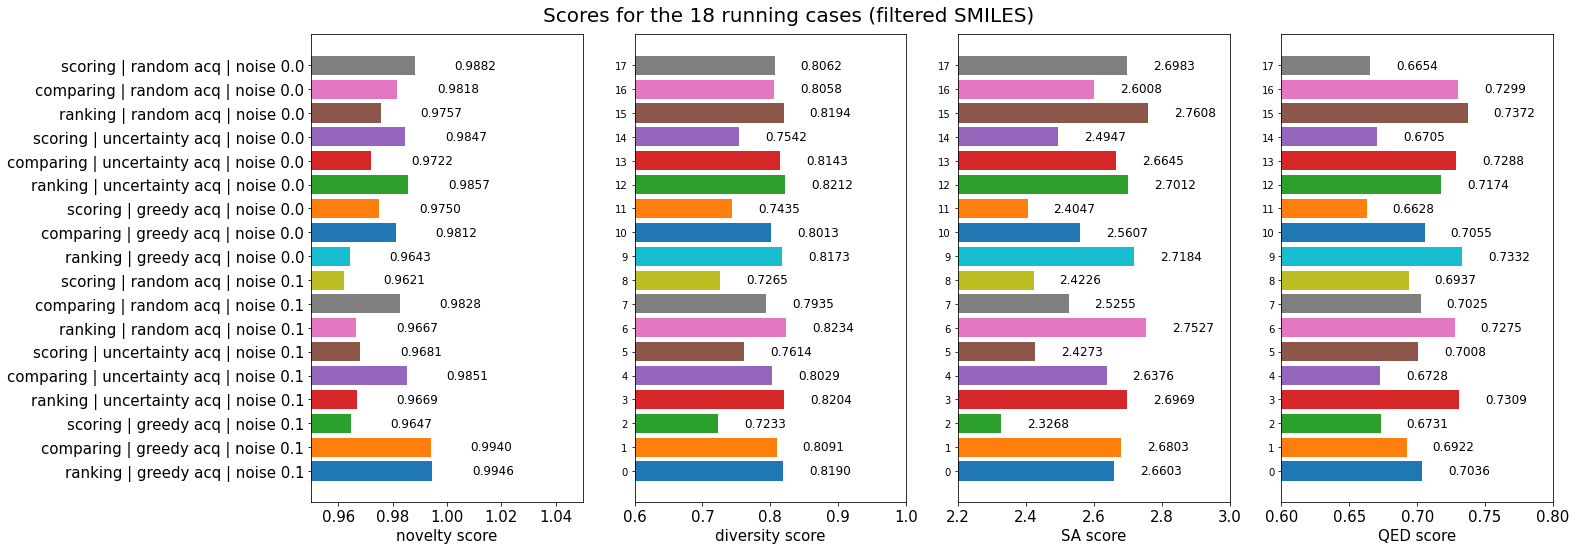 Scores for the 18 running cases (filtered SMILES)
scoring | random acq | noise 0.0 0.9882 17 0.8062 17 2.6983 17 0.6654
comparing | random acq | noise 0.0 0.9818 16 0.8058 16 2.6008 16 0.7299
ranking | random acq | noise 0.0 0.9757 15 0.8194 15 2.7608 15 0.7372
scoring | uncertainty acq | noise 0.0 0.9847 14 0.7542 14 2.4947 14 0.6705
comparing | uncertainty acq | noise 0.0 0.9722 13 0.8143 13 2.6645 13 0.7288
ranking | uncertainty acq | noise 0.0 0.9857 12 0.8212 12 2.7012 12 0.7174
scoring | greedy acq | noise 0.0 0.9750 11 0.7435 11 2.4047 11 0.6628
comparing | greedy acq | noise 0.0 0.9812 10 0.8013 10 2.5607 10 0.7055
ranking | greedy acq | noise 0.0 0.9643 9 0.8173 9 2.7184 9 0.7332
scoring | random acq | noise 0.1 0.9621 8 0.7265 8 2.4226 8 0.6937
comparing | random acq | noise 0.1 0.9828 7 0.7935 7 2.5255 7 0.7025
ranking | random acq | noise 0.1 0.9667 6 0.8234 6 2.7527 6 0.7275
scoring | uncertainty acq | noise 0.1 0.9681 5 0.7614 5 2.4273 5 0.7008
comparing | uncertainty acq | noise 0.1 0.9851 4 0.8029 4 2.6376 4 0.6728
ranking | uncertainty acq | noise 0.1 0.9669 3 0.8204 3 2.6969 3 0.7309
scoring | greedy acq | noise 0.1 0.9647 2 0.7233 2 2.3268 2 0.6731
comparing | greedy acq | noise 0.1 0.9940 1 0.8091 1 2.6803 1 0.6922
ranking | greedy acq | noise 0.1 0.9946 0 0.8190 0 2.6603 0 0.7036
0.96 0.98 1.00 1.02 1.04 0.6 0.7 0.8 0.9 1.0 2.2 2.4 2.6 2.8 3.0 0.60 0.65 0.70 0.75 0.80
novelty score diversity score SA score QED score